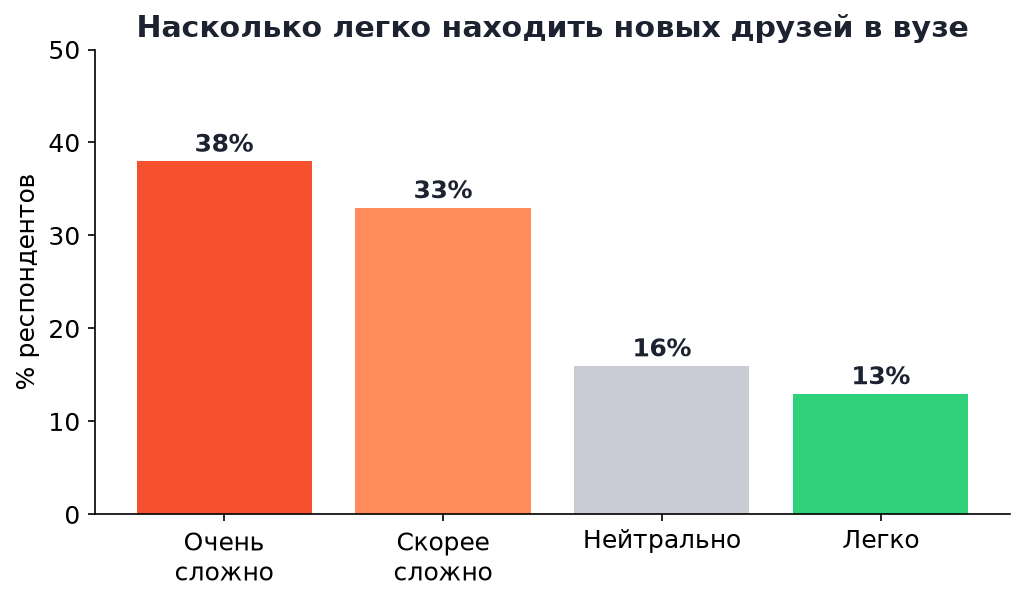 Насколько легко находить новых друзей в вузе
% респондентов
50
40
30
20
10
0
38%
33%
16%
13%
Очень
сложно
Скорее
сложно
Нейтрально
Легко